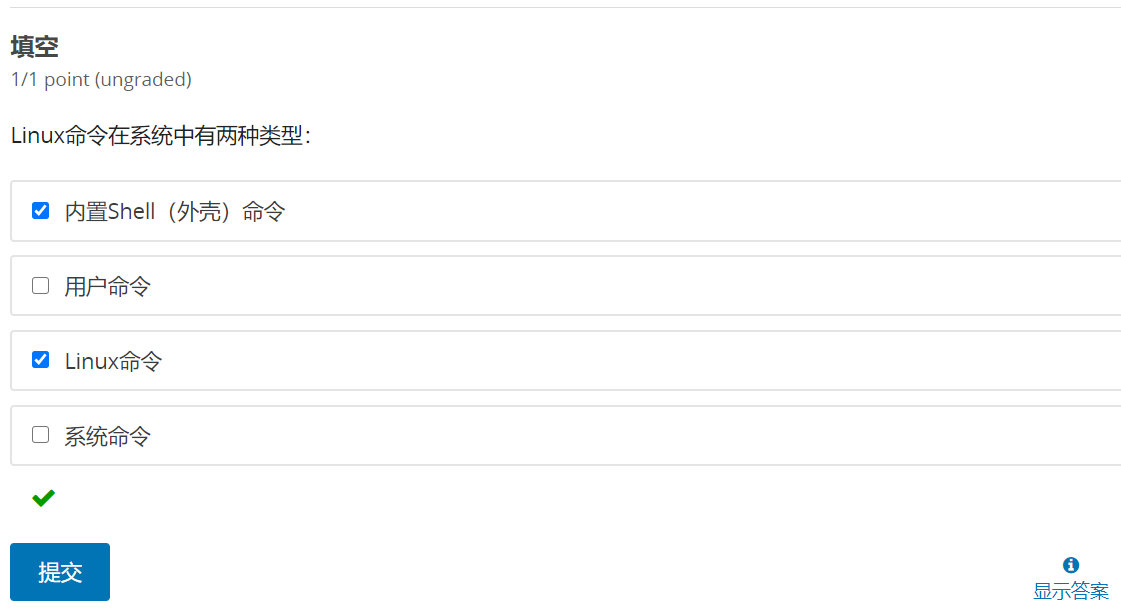 填空
1/1 point (ungraded)
Linux命令在系统中有两种类型：
内置Shell（外壳）命令
用户命令
Linux命令
系统命令
提交
显示答案